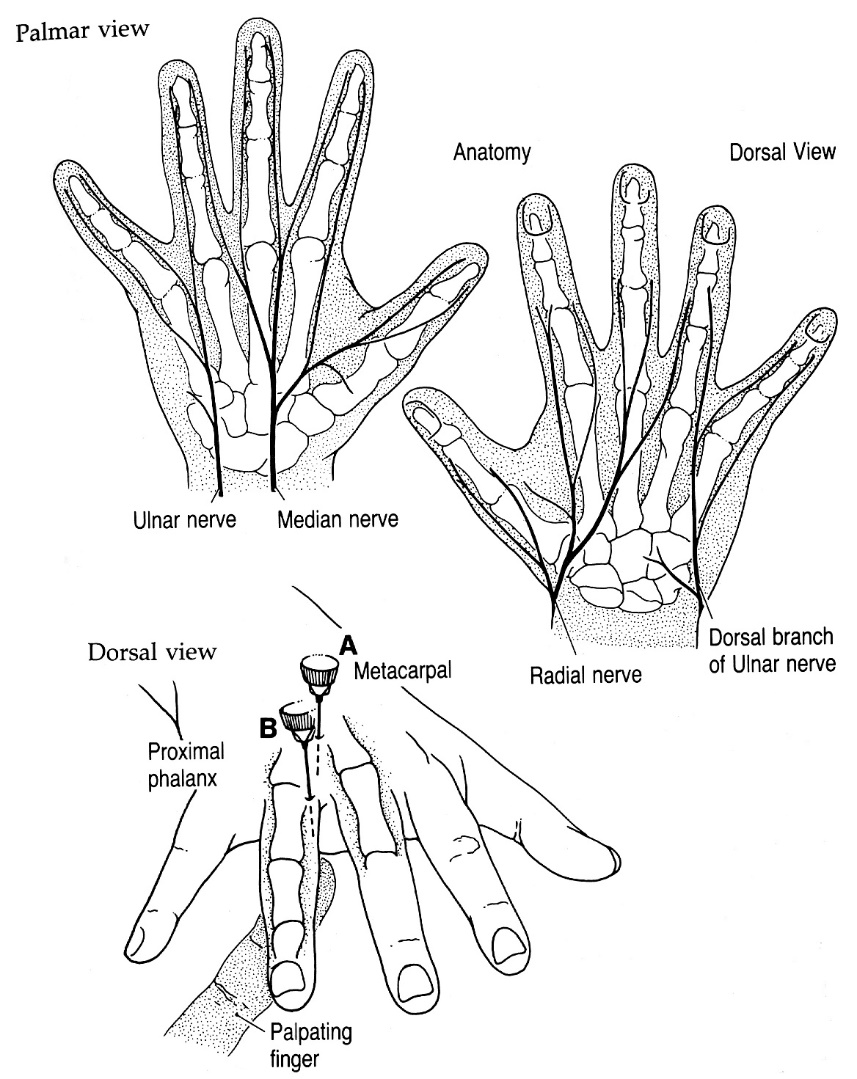 Palmar view
Anatomy
Dorsal View
Ulnar nerve
Median nerve
Radial nerve
Dorsal branch
of Ulnar nerve
Dorsal view
A
Metacarpal
B
Proximal
phalanx
Palpating
finger